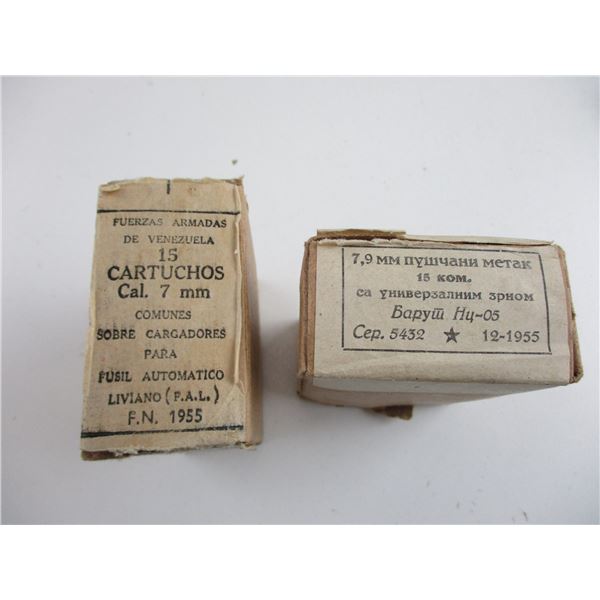 FUERZAS ARMADAS
DE VENEZUELA
15
CARTUCHOS
Cal. 7 mm
COMUNES
SOBRE CARGADORES
PARA
FUSIL AUTOMATICO
LIVIANO (F.A.L.)
F.N. 1955
7,9 мм пушчани метак
15 ком.
са универзалним зрном
Барут Нц-05
Сер. 5432 ★ 12-1955